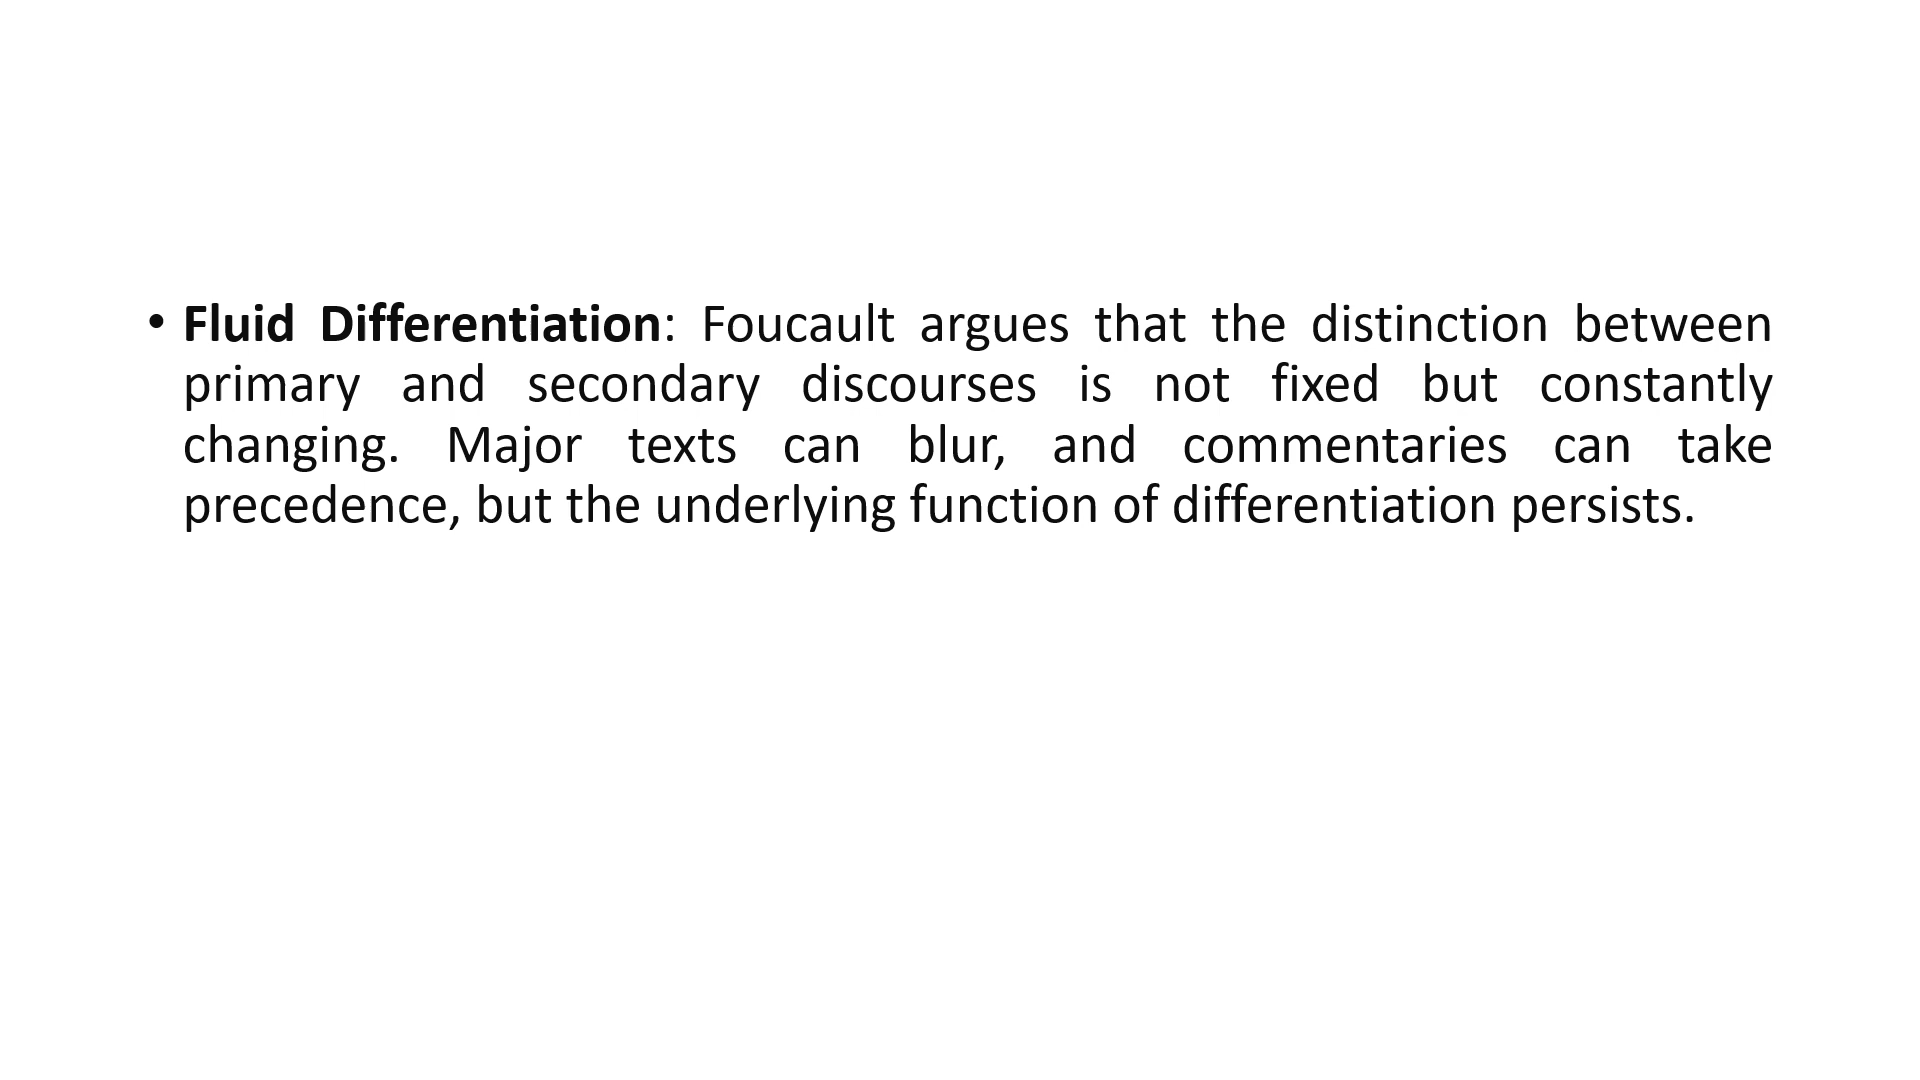 • Fluid Differentiation: Foucault argues that the distinction between
primary and secondary discourses is not fixed but constantly
changing. Major texts can blur, and commentaries can take
precedence, but the underlying function of differentiation persists.